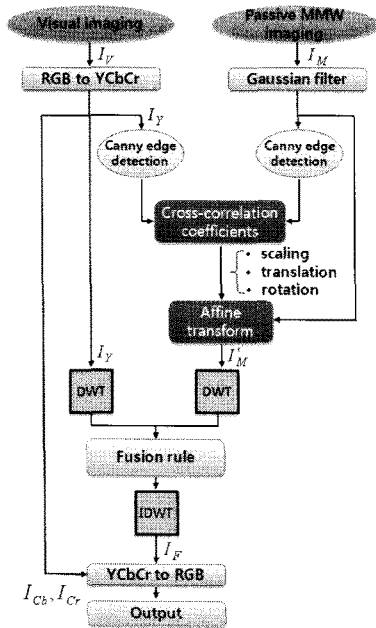 Visual imaging
Passive MMW
imaging
I_V
I_M
RGB to YCbCr
Gaussian filter
I_Y
Canny edge
detection
Canny edge
detection
Cross-correlation
coefficients
• scaling
• translation
• rotation
Affine
transform
I_Y
I'_M
DWT
DWT
Fusion rule
IDWT
I_F
I_Cb, I_Cr
YCbCr to RGB
Output